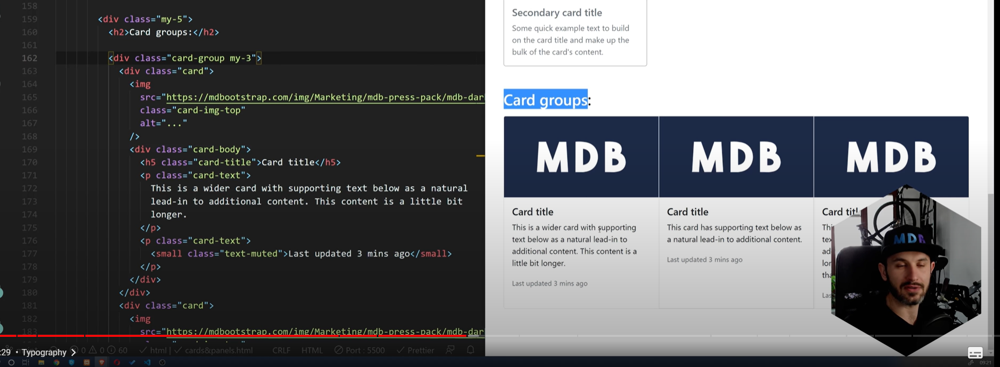 158
159 <div class="my-5">
160 <h2>Card groups:</h2>
161
162 <div class="card-group my-3">
163 <div class="card">
164 <img
165 src="https://mdbootstrap.com/img/Marketing/mdb-press-pack/mdb-dar
166 class="card-img-top"
167 alt="..."
168 />
169 <div class="card-body">
170 <h5 class="card-title">Card title</h5>
171 <p class="card-text">
172 This is a wider card with supporting text below as a natural
173 lead-in to additional content. This content is a little bit
174 longer.
175 </p>
176 <p class="card-text">
177 <small class="text-muted">Last updated 3 mins ago</small>
178 </p>
179 </div>
180 </div>
181 <div class="card">
182 <img
183 src="https://mdbootstrap.com/img/Marketing/mdb-press-pack/mdb-dar
:29 • Typography
0 0 60 html cards&panels.html CRLF HTML Port : 5500 Prettier
Secondary card title
Some quick example text to build
on the card title and make up the
bulk of the card's content.
Card groups:
MDB
Card title
This is a wider card with supporting
text below as a natural lead-in to
additional content. This content is a
little bit longer.
Last updated 3 mins ago
MDB
Card title
This card has supporting text below as
a natural lead-in to additional content.
Last updated 3 mins ago
MDB
Card titl
Thi
tex
ad
lor
tha
Las
MDB
09:21